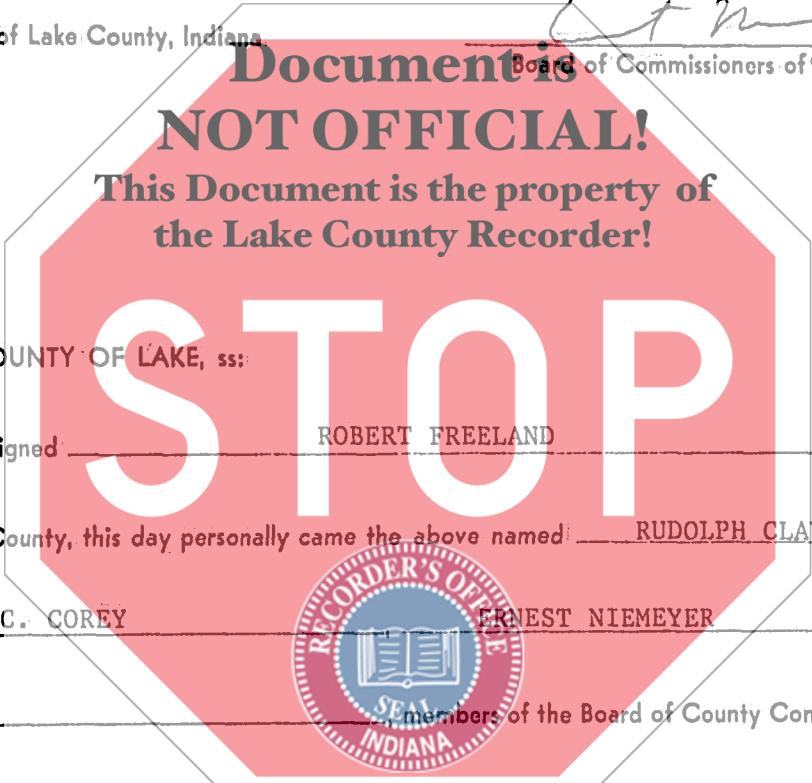 of Lake County, Indiana
Document is
Board of Commissioners of
NOT OFFICIAL!
This Document is the property of
the Lake County Recorder!
STOP
OUNTY OF LAKE, ss:
igned ROBERT FREELAND
County, this day personally came the above named RUDOLPH CLA
C. COREY ERNEST NIEMEYER
RECORDER'S OFFICE
SEAL
INDIANA
, members of the Board of County Com